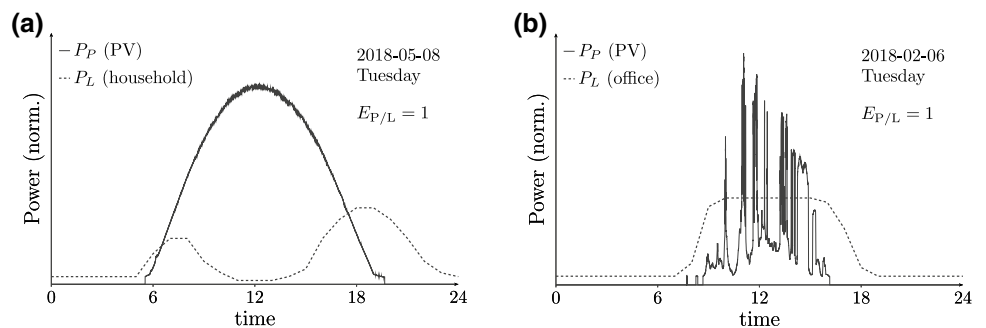 (a)
Power (norm.)
– P_P (PV)
P_L (household)
2018-05-08
Tuesday
E_P/L = 1
0 6 12 18 24
time
(b)
Power (norm.)
– P_P (PV)
P_L (office)
2018-02-06
Tuesday
E_P/L = 1
0 6 12 18 24
time